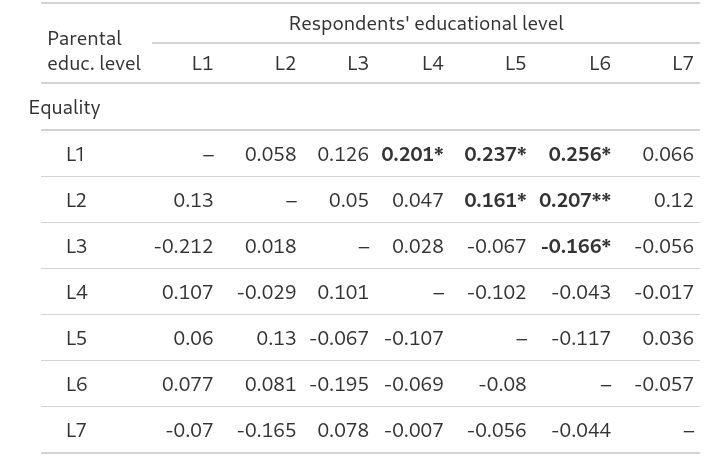 Respondents' educational level
Parental
educ. level L1 L2 L3 L4 L5 L6 L7
Equality
L1 – 0.058 0.126 0.201* 0.237* 0.256* 0.066
L2 0.13 – 0.05 0.047 0.161* 0.207** 0.12
L3 -0.212 0.018 – 0.028 -0.067 -0.166* -0.056
L4 0.107 -0.029 0.101 – -0.102 -0.043 -0.017
L5 0.06 0.13 -0.067 -0.107 – -0.117 0.036
L6 0.077 0.081 -0.195 -0.069 -0.08 – -0.057
L7 -0.07 -0.165 0.078 -0.007 -0.056 -0.044 –